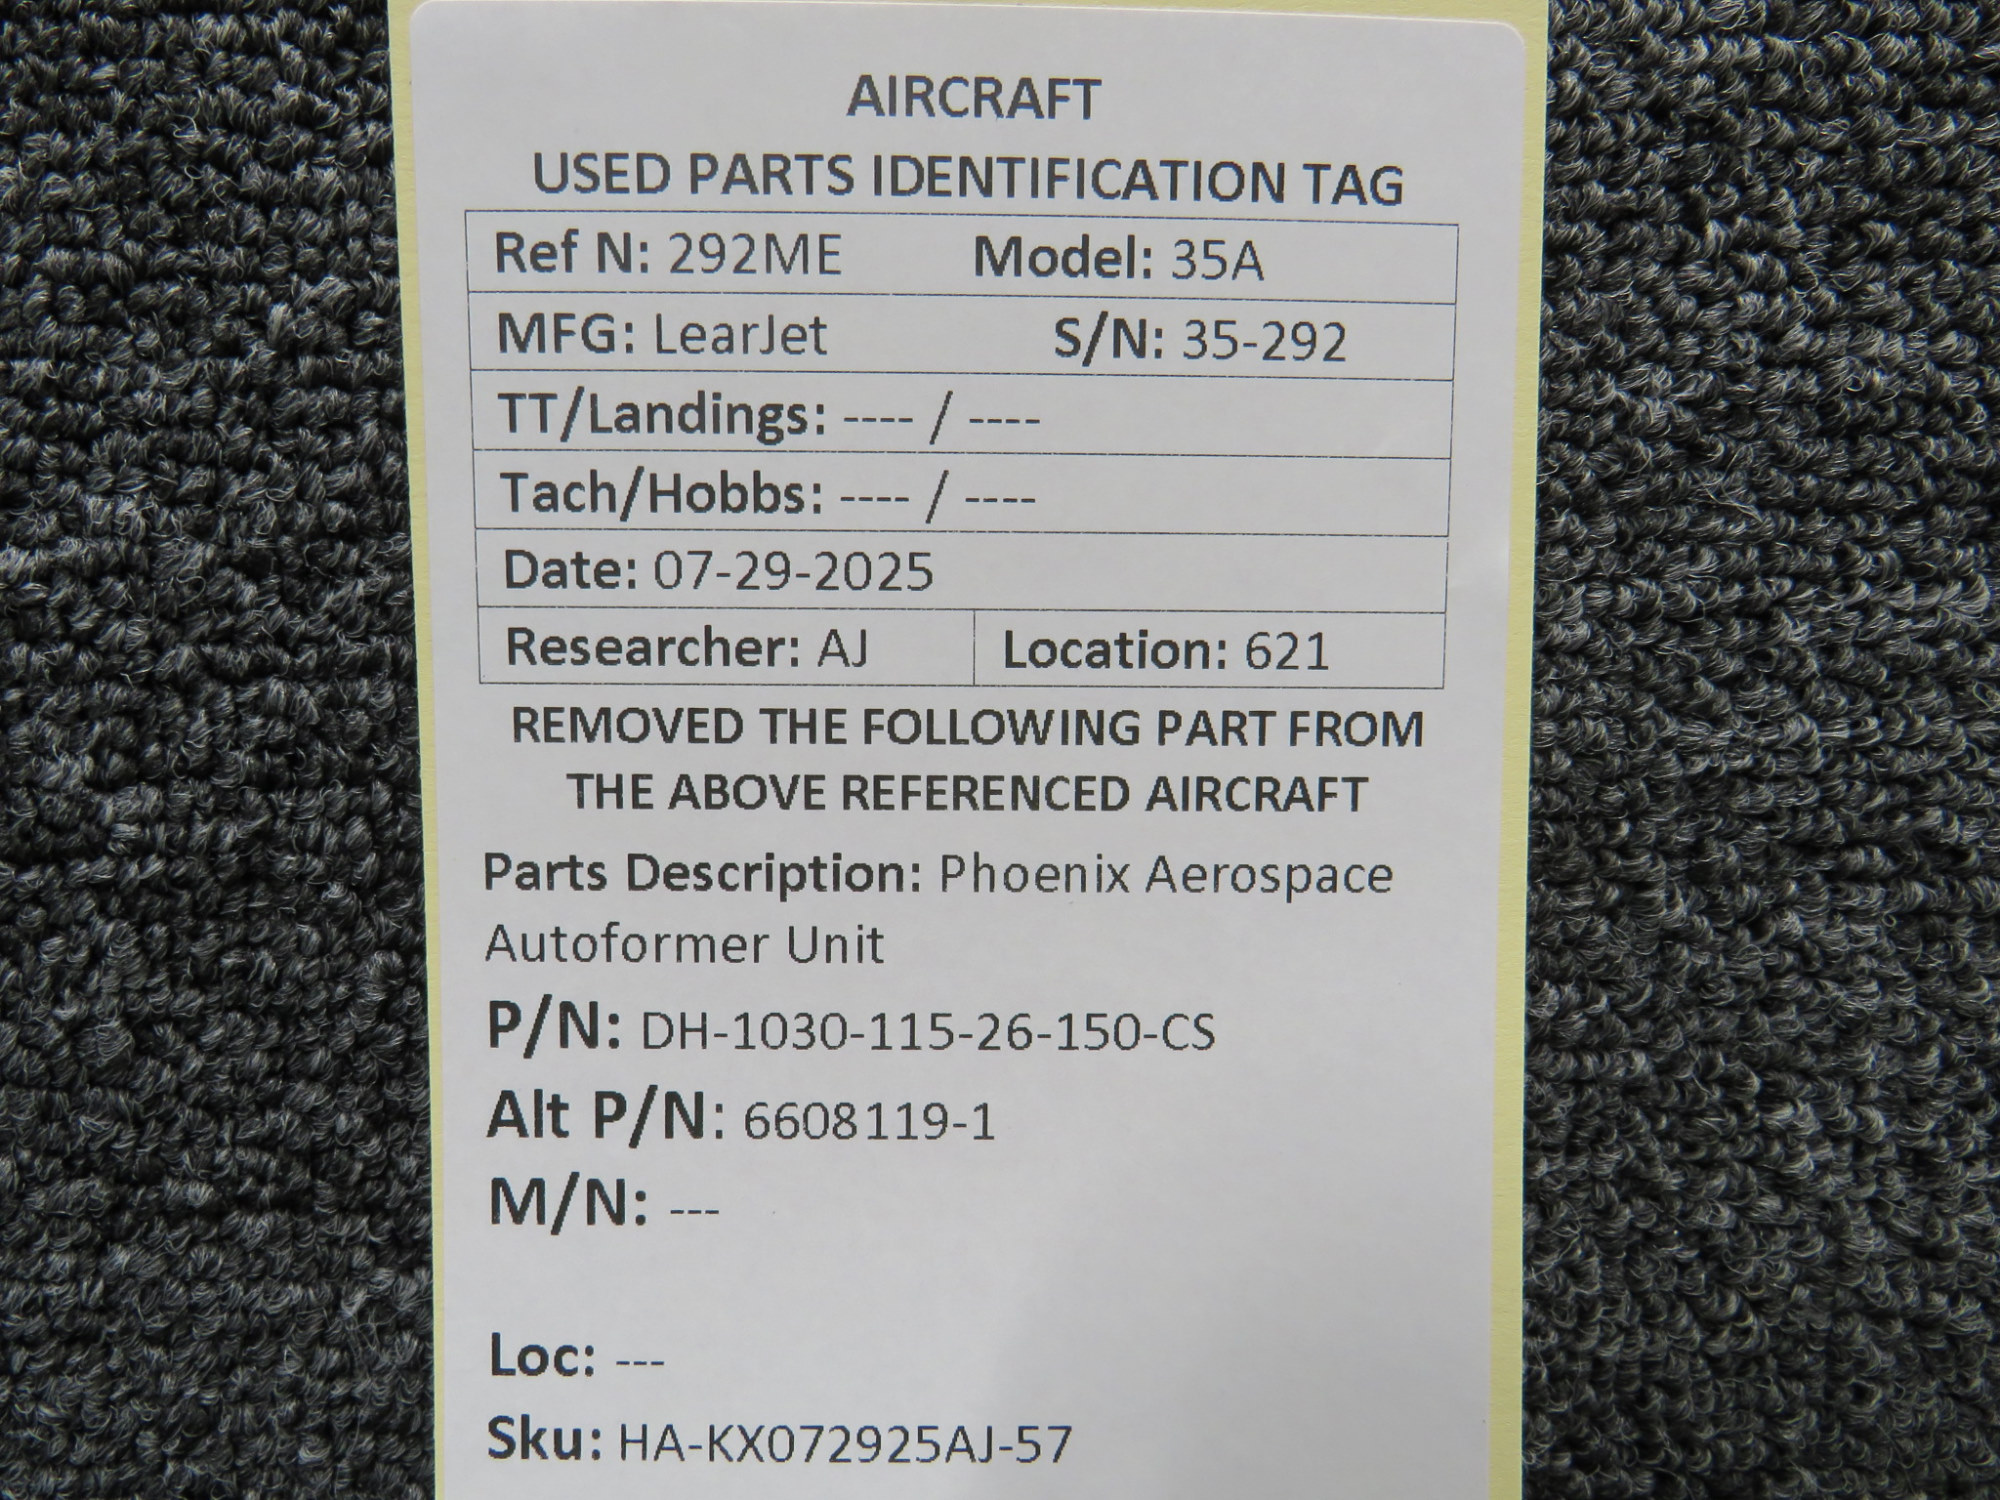 AIRCRAFT
USED PARTS IDENTIFICATION TAG
Ref N: 292ME Model: 35A
MFG: LearJet S/N: 35-292
TT/Landings: ---- / ----
Tach/Hobbs: ---- / ----
Date: 07-29-2025
Researcher: AJ Location: 621
REMOVED THE FOLLOWING PART FROM
THE ABOVE REFERENCED AIRCRAFT
Parts Description: Phoenix Aerospace
Autoformer Unit
P/N: DH-1030-115-26-150-CS
Alt P/N: 6608119-1
M/N: ---
Loc: ---
Sku: HA-KX072925AJ-57